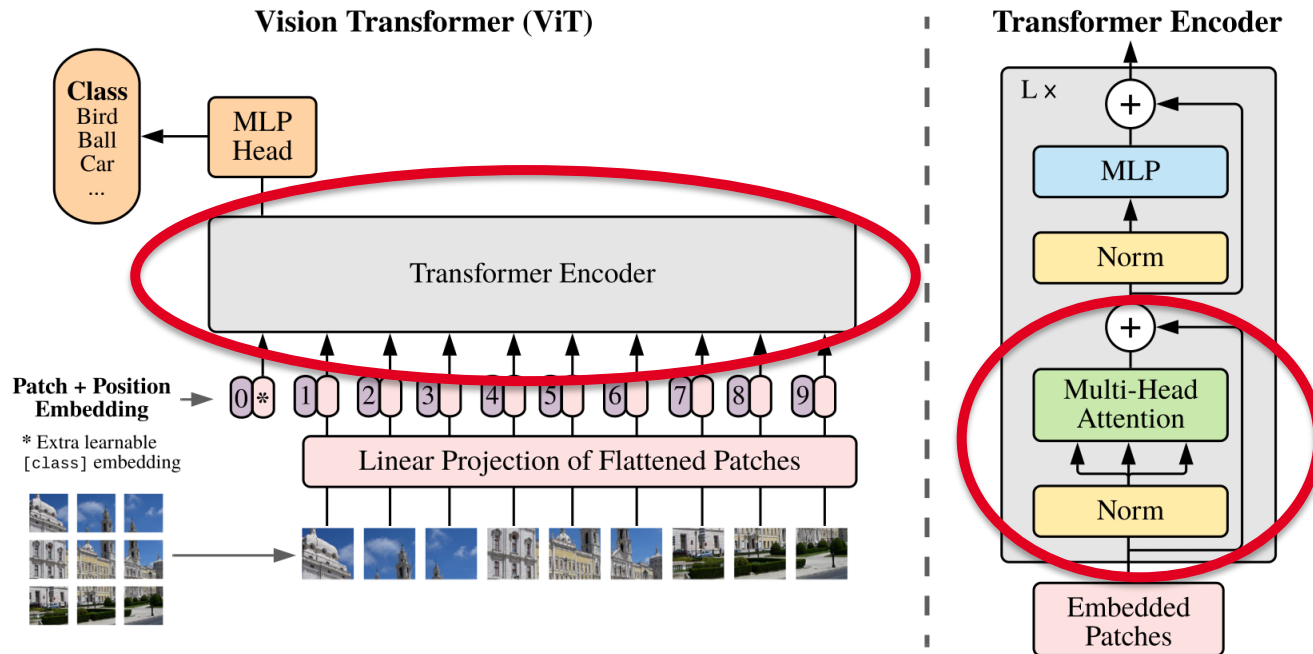 Vision Transformer (ViT)
Class
Bird
Ball
Car
...
MLP
Head
Transformer Encoder
Patch + Position
Embedding
0 * 1 2 3 4 5 6 7 8 9
* Extra learnable
[class] embedding
Linear Projection of Flattened Patches
Transformer Encoder
L ×
+
MLP
Norm
+
Multi-Head
Attention
Norm
Embedded
Patches